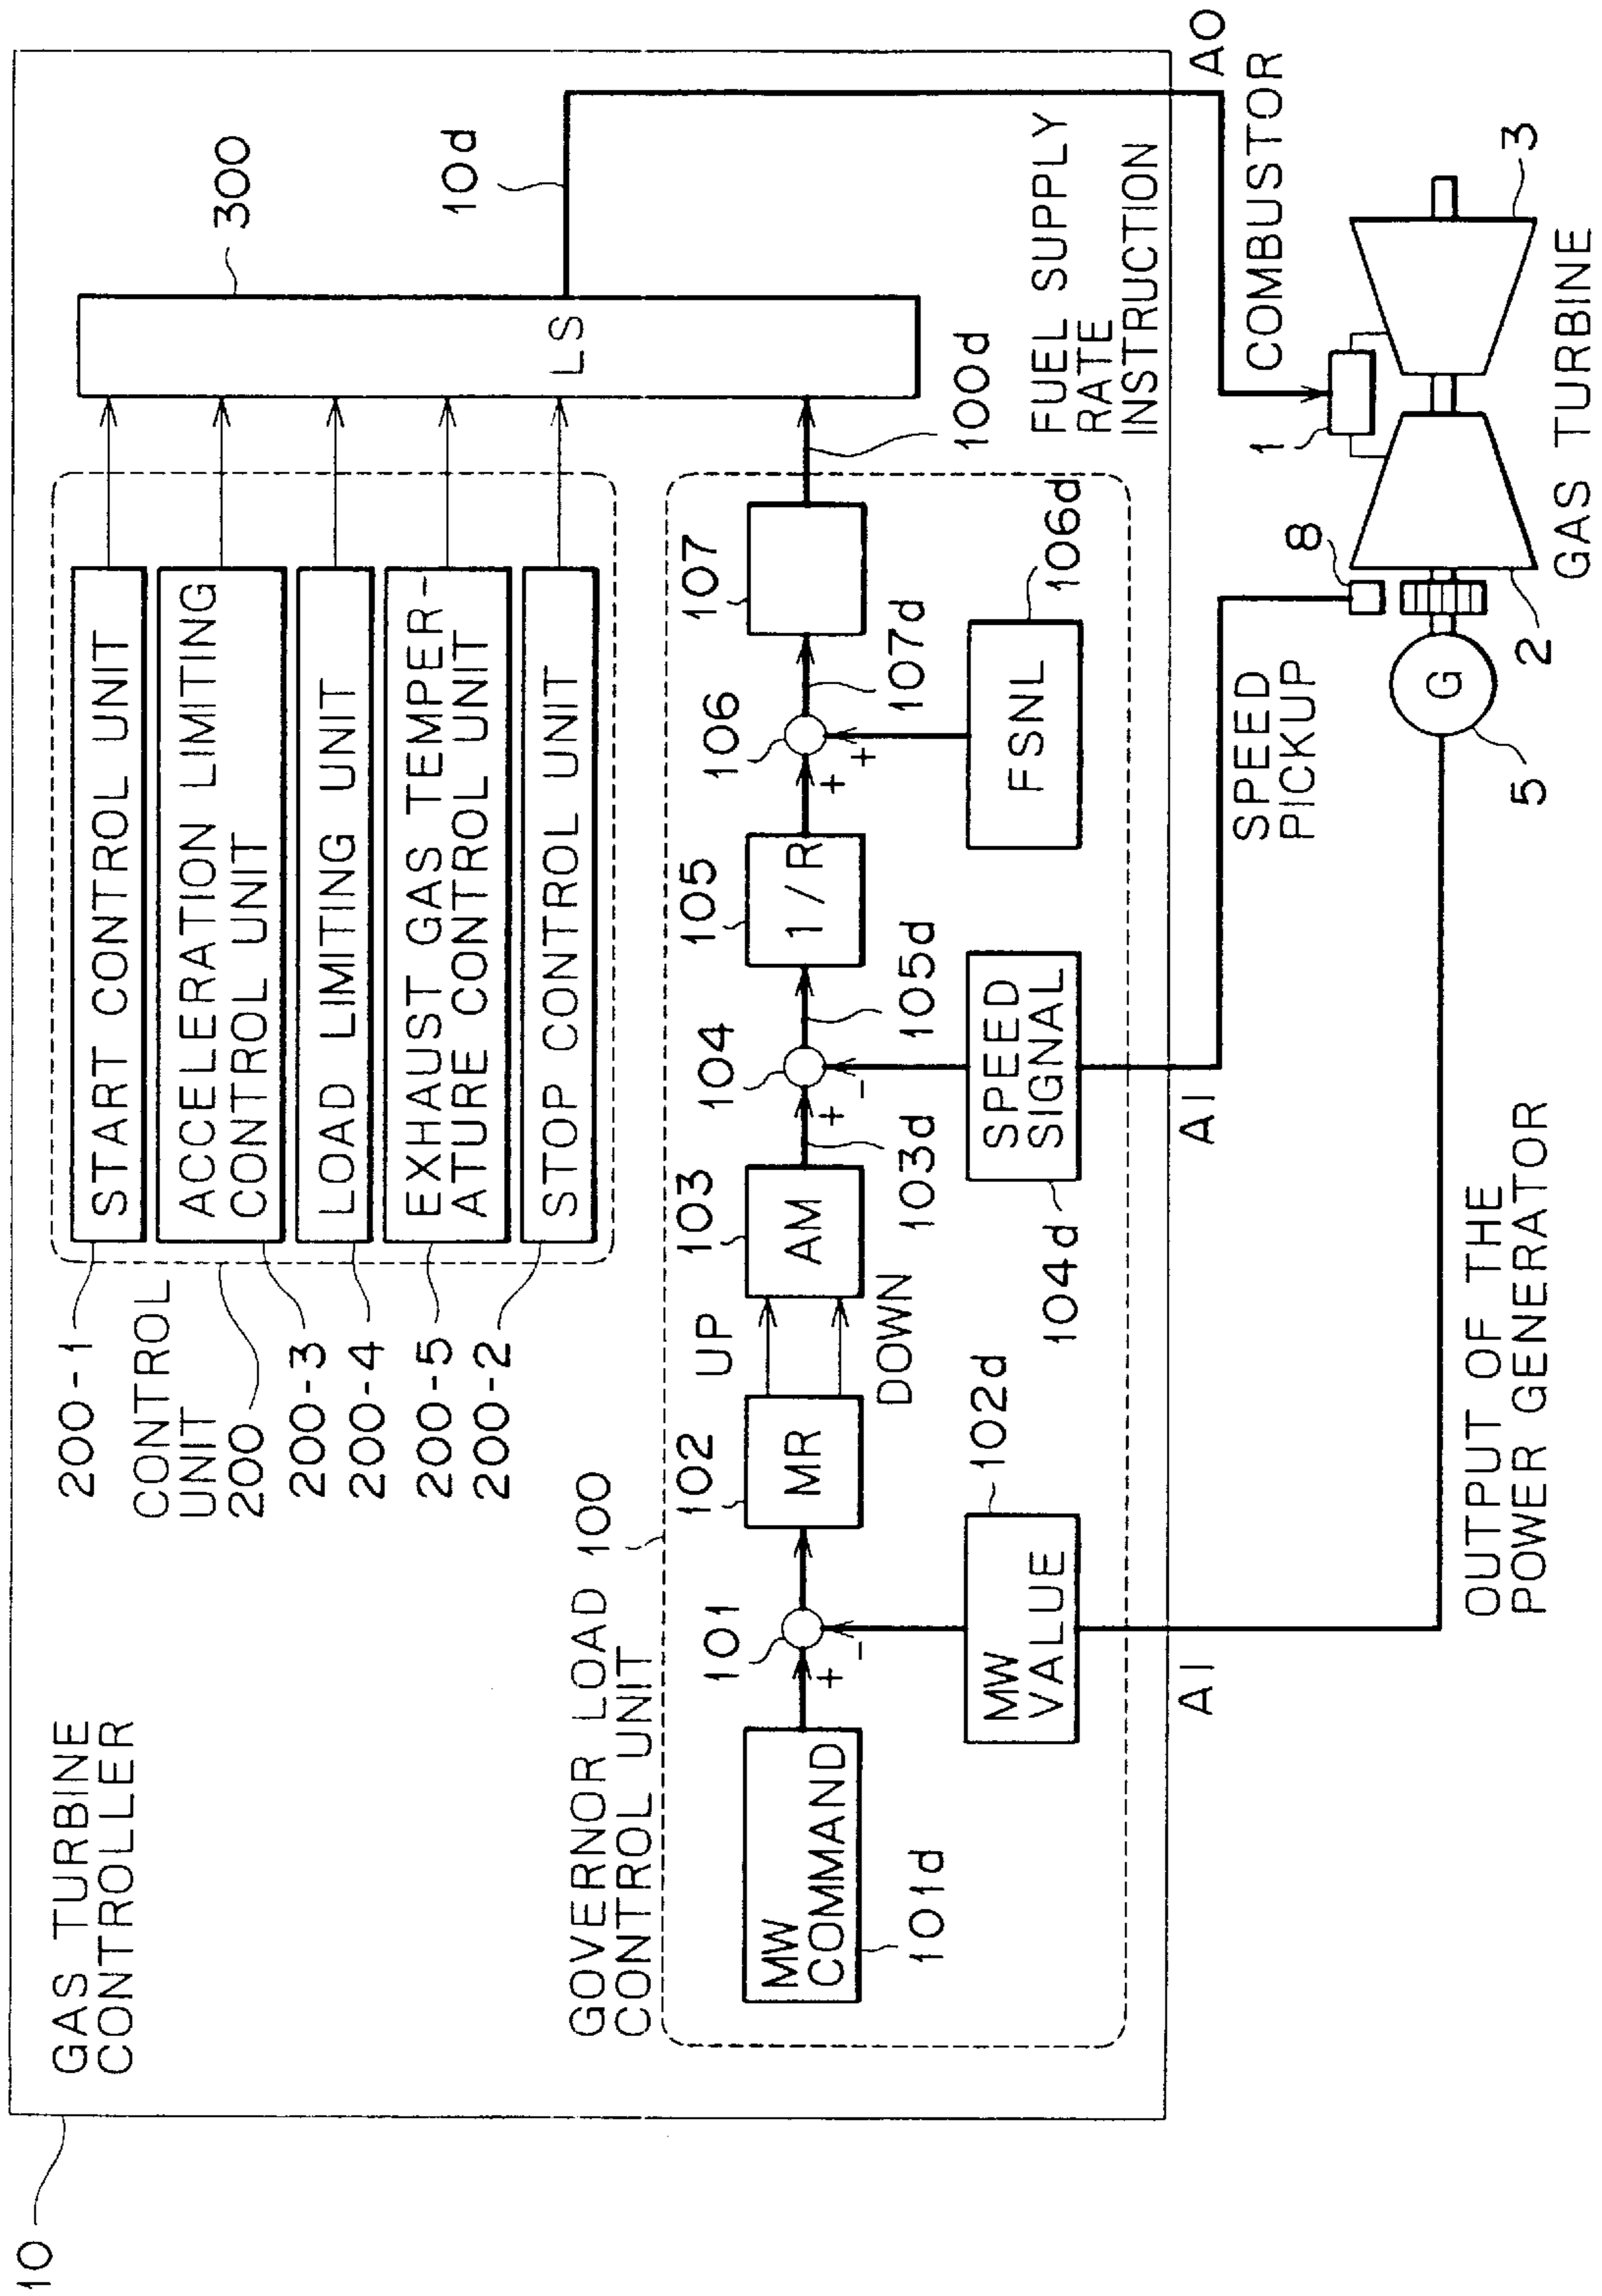 10
GAS TURBINE
CONTROLLER
200-1
START CONTROL UNIT
CONTROL
UNIT
200
ACCELERATION LIMITING
CONTROL UNIT
200-3
LOAD LIMITING UNIT
200-4
EXHAUST GAS TEMPER-
ATURE CONTROL UNIT
200-5
STOP CONTROL UNIT
200-2
300
LS
10d
GOVERNOR LOAD
CONTROL UNIT
100
MW
COMMAND
101d
101
+
-
MW
VALUE
102d
102
MR
UP
DOWN
103
AM
103d
104
+
-
SPEED
SIGNAL
104d
105d
105
1/R
106
+
+
FSNL
106d
107d
107
100d
FUEL SUPPLY
RATE
INSTRUCTION
AI
AI
AO
OUTPUT OF THE
POWER GENERATOR
SPEED
PICKUP
COMBUSTOR
8
1
G
5
2
3
GAS TURBINE